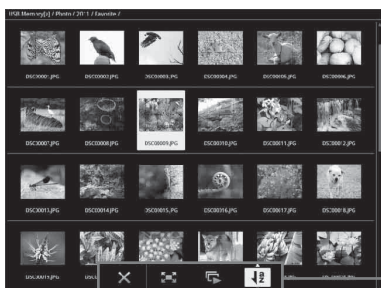 USB Memory[x] / Photo / 2011 / Favorite /
DSC00001.JPG DSC00002.JPG DSC00003.JPG DSC00004.JPG DSC00005.JPG DSC00006.JPG
DSC00007.JPG DSC00008.JPG DSC00009.JPG DSC00010.JPG DSC00011.JPG DSC00012.JPG
DSC00013.JPG DSC00014.JPG DSC00015.JPG DSC00016.JPG DSC00017.JPG DSC00018.JPG
DSC00019.JPG